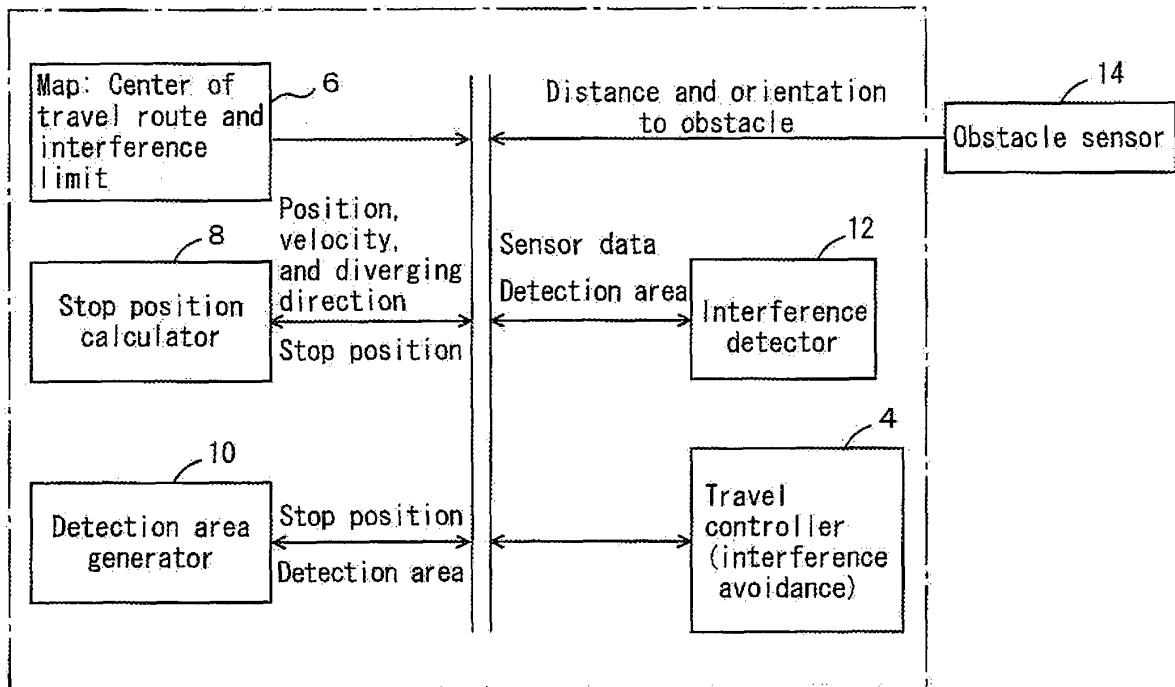 Map: Center of
travel route and
interference
limit
6
Distance and orientation
to obstacle
14
Obstacle sensor
8
Stop position
calculator
Position,
velocity,
and diverging
direction
Stop position
Sensor data
Detection area
12
Interference
detector
10
Detection area
generator
Stop position
Detection area
4
Travel
controller
(interference
avoidance)